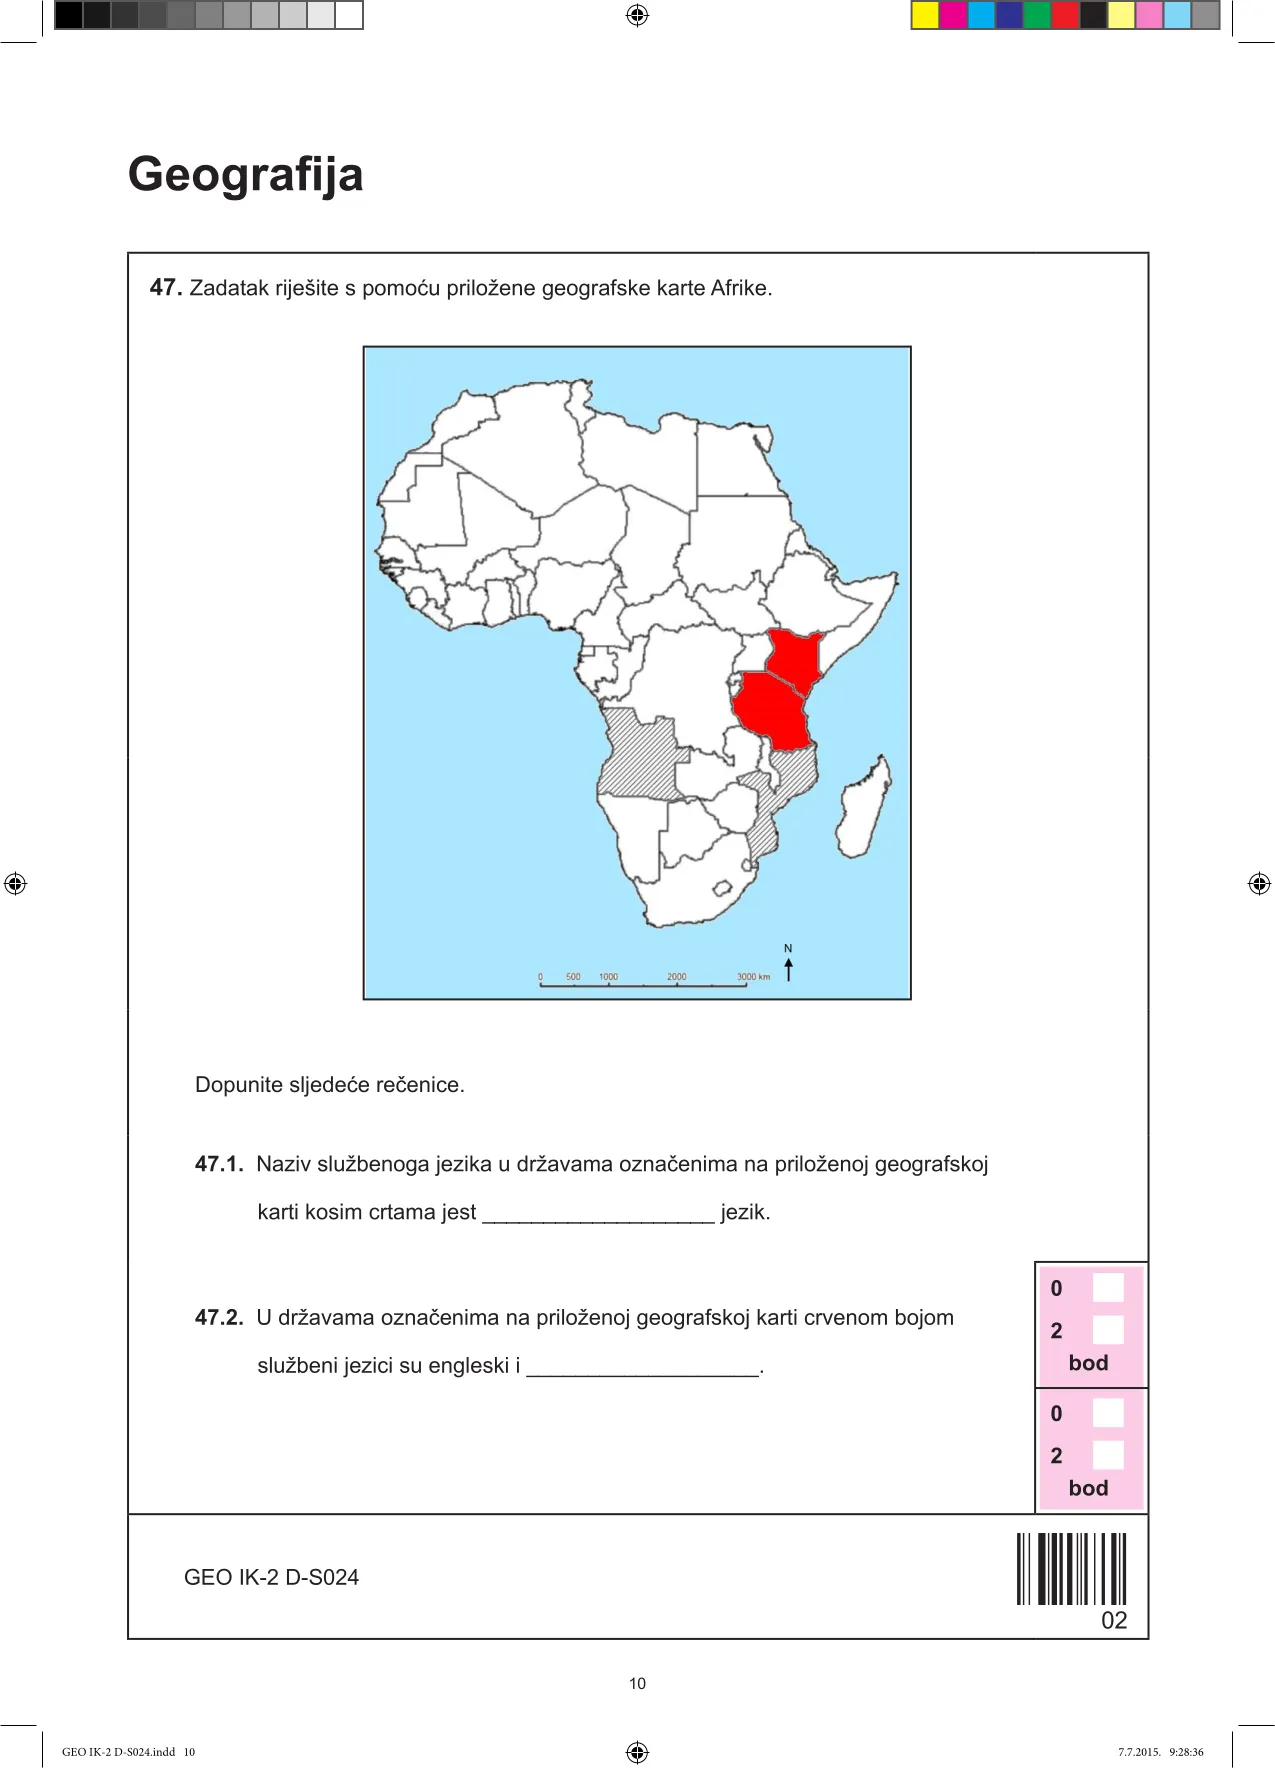 Geografija
47. Zadatak riješite s pomoću priložene geografske karte Afrike.
N
0 500 1000 2000 3000 km
Dopunite sljedeće rečenice.
47.1. Naziv službenoga jezika u državama označenima na priloženoj geografskoj
karti kosim crtama jest ___________________ jezik.
47.2. U državama označenima na priloženoj geografskoj karti crvenom bojom
službeni jezici su engleski i ___________________.
0
2
bod
0
2
bod
GEO IK-2 D-S024
02
10
GEO IK-2 D-S024.indd 10
7.7.2015. 9:28:36